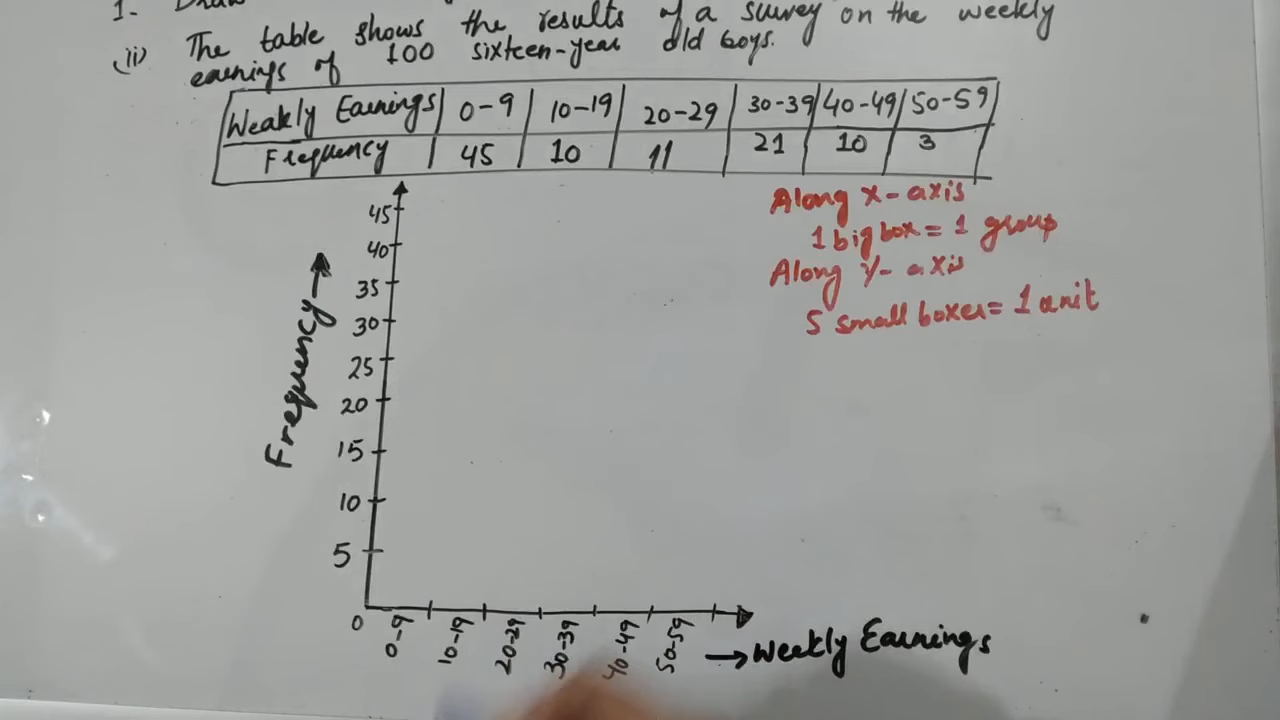 1. Draw
(ii) The table shows the results of a survey on the weekly
earnings of 100 sixteen-year old boys.
Weakly Earnings 0-9 10-19 20-29 30-39 40-49 50-59
Frequency 45 10 11 21 10 3
Along x-axis
1 big box = 1 group
Along Y-axis
5 small boxes = 1 unit
Frequency →
45
40
35
30
25
20
15
10
5
0
0-9 10-19 20-29 30-39 40-49 50-59
→ Weekly Earnings